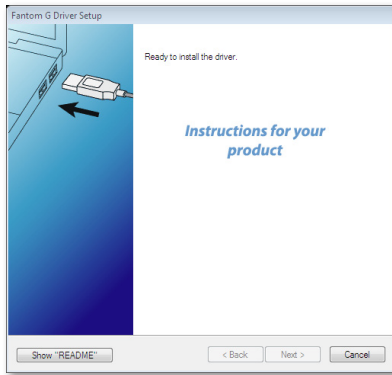 Fantom G Driver Setup
Ready to install the driver.
Instructions for your
product
Show "README"
< Back
Next >
Cancel